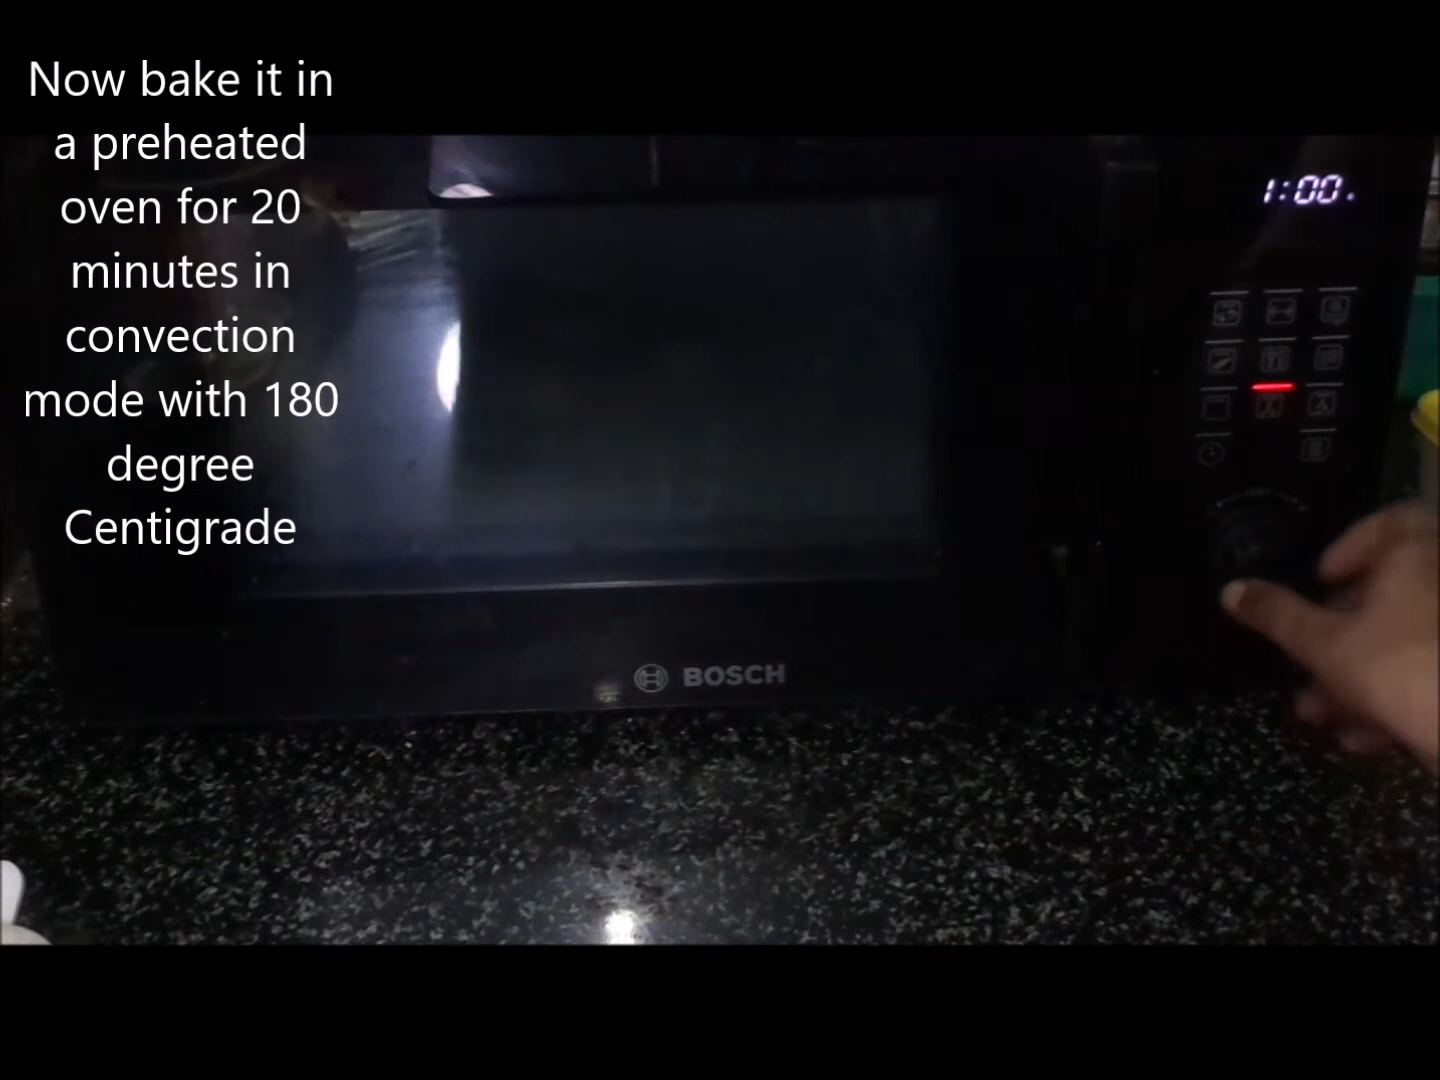 Now bake it in
a preheated
oven for 20
minutes in
convection
mode with 180
degree
Centigrade
1:00
BOSCH